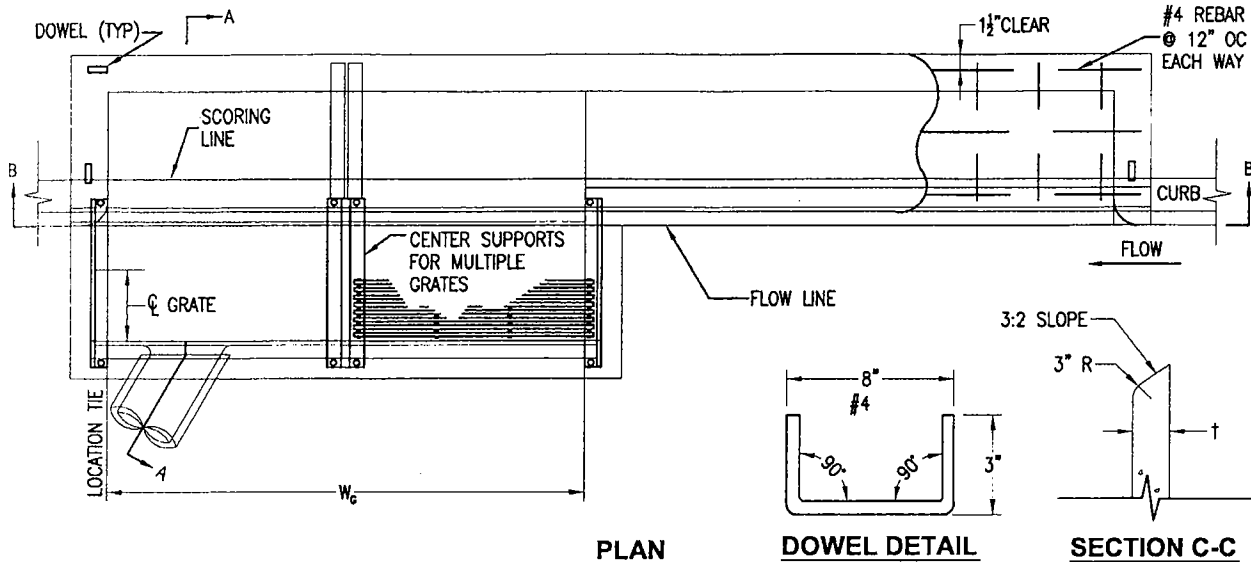 A
DOWEL (TYP)
1½" CLEAR
#4 REBAR
@ 12" OC
EACH WAY
SCORING
LINE
B
B
CURB
CENTER SUPPORTS
FOR MULTIPLE
GRATES
FLOW
℄ GRATE
FLOW LINE
3:2 SLOPE
3" R
8"
#4
90°
90°
3"
†
LOCATION TIE
A
W_G
PLAN
DOWEL DETAIL
SECTION C-C